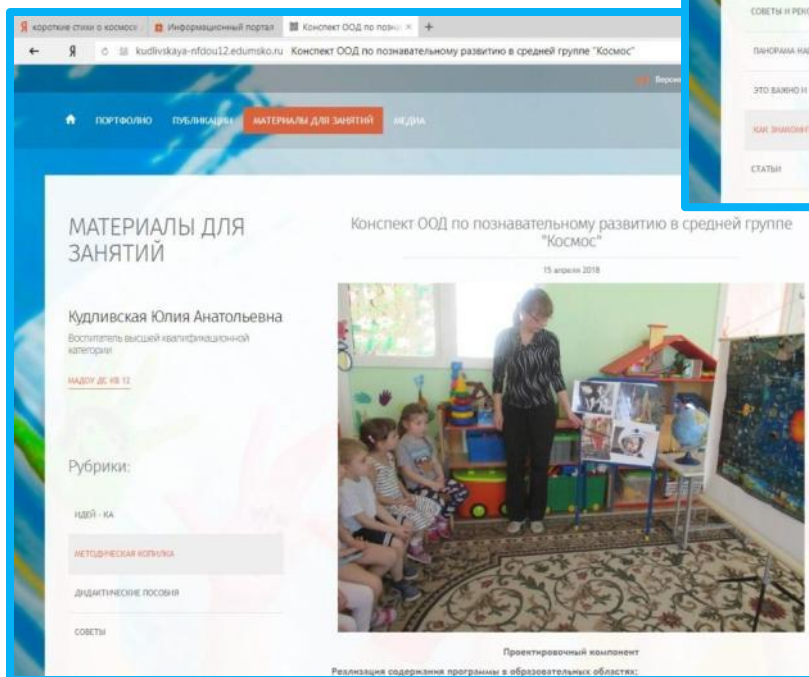 короткие стихи о космосе
Информационный портал
Конспект ООД по
kudlivskaya-nfdou12.edumsko.ru Конспект ООД по познавательному развитию в средней группе "Космос"
ПОРТФОЛИО ПУБЛИКАЦИИ МАТЕРИАЛЫ ДЛЯ ЗАНЯТИЙ МЕДИА
СОВЕТЫ И
ПАНОРАМА
ЭТО ВАЖНО И
КАК
СТАТЬИ
МАТЕРИАЛЫ ДЛЯ
ЗАНЯТИЙ
Кудливская Юлия Анатольевна
Воспитатель высшей квалификационной
категории
МАДОУ ДС КВ 12
Рубрики:
ИДЕЙ - КА
МЕТОДИЧЕСКАЯ КОПИЛКА
ДИДАКТИЧЕСКИЕ ПОСОБИЯ
СОВЕТЫ
Конспект ООД по познавательному развитию в средней группе
"Космос"
15 апреля 2018
Проектировочный компонент
Реализация содержания программы в образовательных областях: